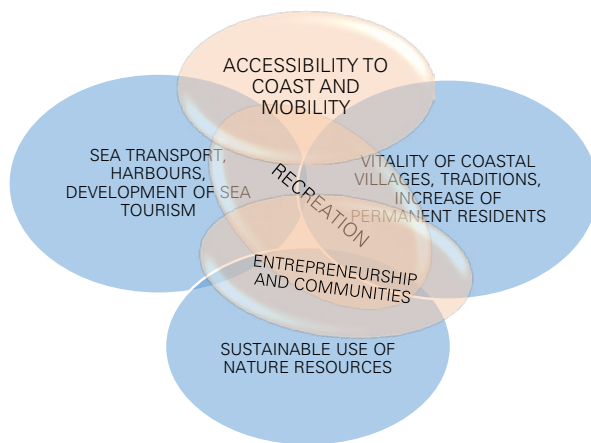 ACCESSIBILITY TO
COAST AND
MOBILITY
SEA TRANSPORT,
HARBOURS,
DEVELOPMENT OF SEA
TOURISM
RECREATION
VITALITY OF COASTAL
VILLAGES, TRADITIONS,
INCREASE OF
PERMANENT RESIDENTS
ENTREPRENEURSHIP
AND COMMUNITIES
SUSTAINABLE USE OF
NATURE RESOURCES